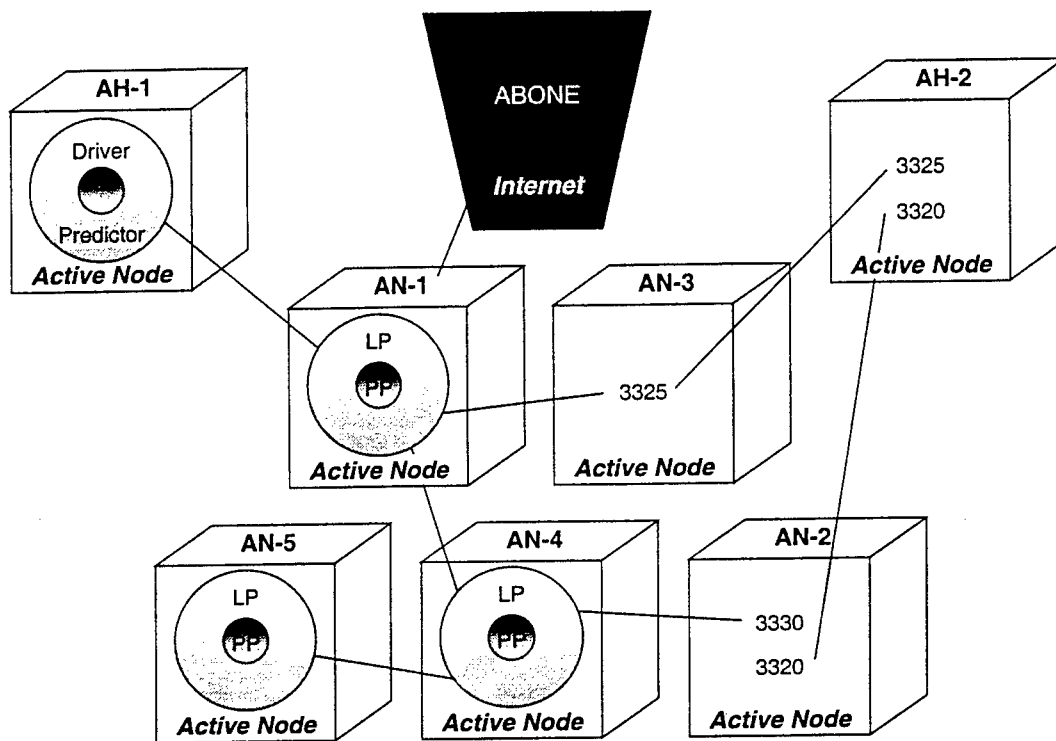 AH-1
Driver
Predictor
Active Node
ABONE
Internet
AH-2
3325
3320
Active Node
AN-1
LP
PP
Active Node
AN-3
3325
Active Node
AN-5
LP
PP
Active Node
AN-4
LP
PP
Active Node
AN-2
3330
3320
Active Node